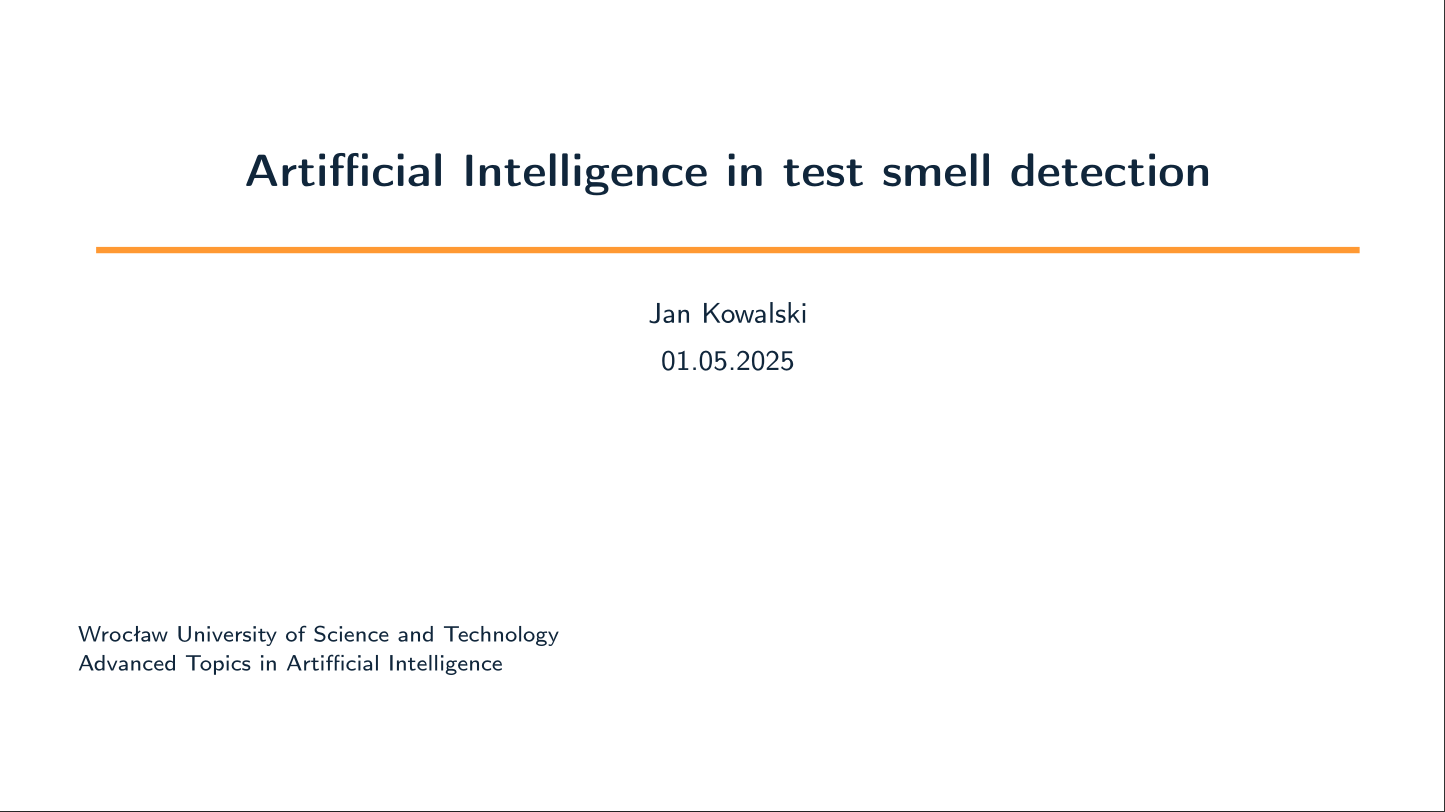 Artifficial Intelligence in test smell detection
Jan Kowalski
01.05.2025
Wrocław University of Science and Technology
Advanced Topics in Artifficial Intelligence